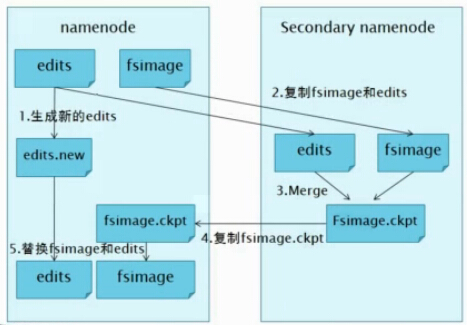 namenode
Secondary namenode
edits
fsimage
2.复制fsimage和edits
1.生成新的edits
edits.new
edits
fsimage
3.Merge
fsimage.ckpt
Fsimage.ckpt
4.复制fsimage.ckpt
5.替换fsimage和edits
edits
fsimage